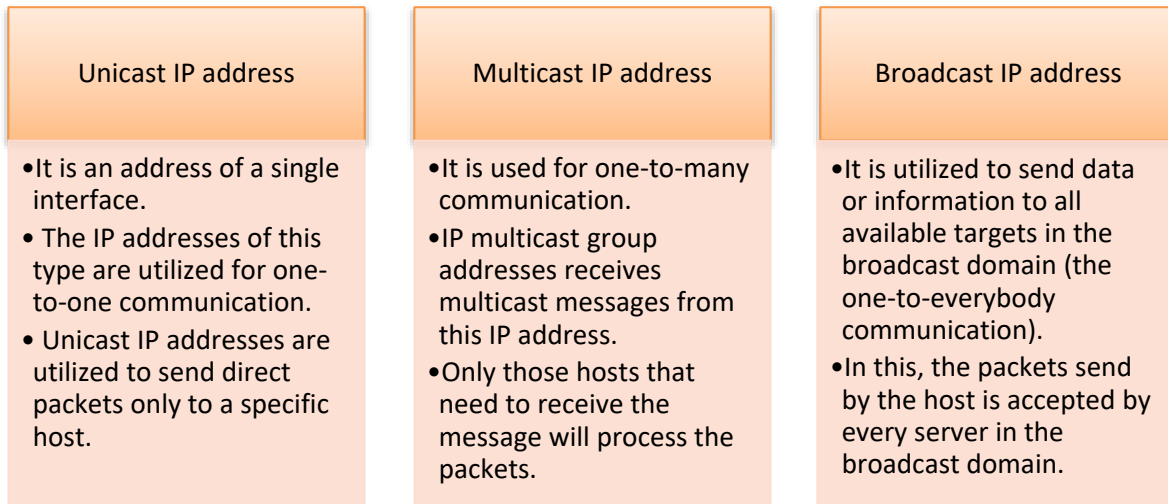 Unicast IP address
•It is an address of a single
interface.
• The IP addresses of this
type are utilized for one-
to-one communication.
• Unicast IP addresses are
utilized to send direct
packets only to a specific
host.
Multicast IP address
•It is used for one-to-many
communication.
•IP multicast group
addresses receives
multicast messages from
this IP address.
•Only those hosts that
need to receive the
message will process the
packets.
Broadcast IP address
•It is utilized to send data
or information to all
available targets in the
broadcast domain (the
one-to-everybody
communication).
•In this, the packets send
by the host is accepted by
every server in the
broadcast domain.